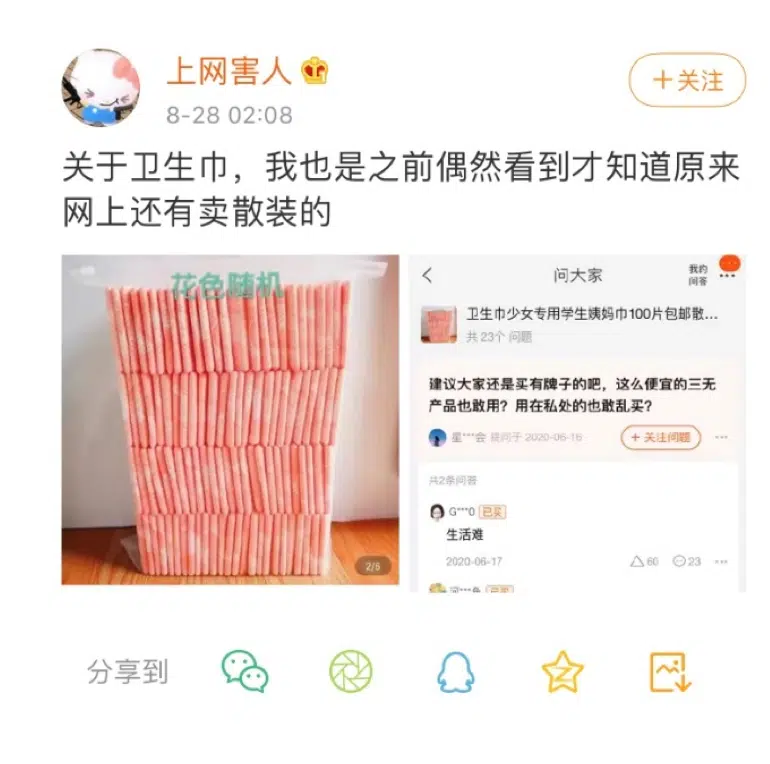 上网害人
8-28 02:08
+关注
关于卫生巾，我也是之前偶然看到才知道原来
网上还有卖散装的
花色随机
2/5
问大家
我的
问答
卫生巾少女专用学生姨妈巾100片包邮散...
共 23个 问题
建议大家还是买有牌子的吧，这么便宜的三无
产品也敢用？用在私处的也敢乱买？
星***会 提问于 2020-06-16
+ 关注问题
共2条问答
G***0 已买
生活难
2020-06-17
60
23
已买
分享到